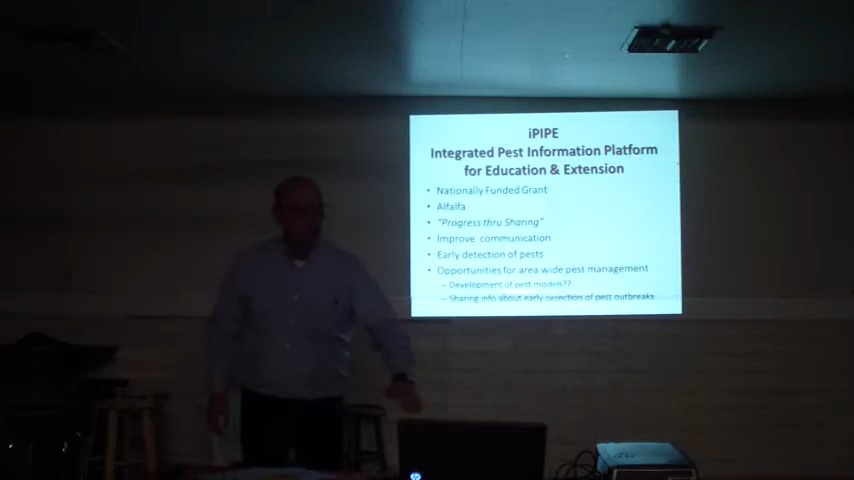 iPIPE
Integrated Pest Information Platform
for Education & Extension
• Nationally Funded Grant
• Alfalfa
• "Progress thru Sharing"
• Improve communication
• Early detection of pests
• Opportunities for area wide pest management
– Development of pest models??
– Sharing info about early detection of pest outbreaks
hp